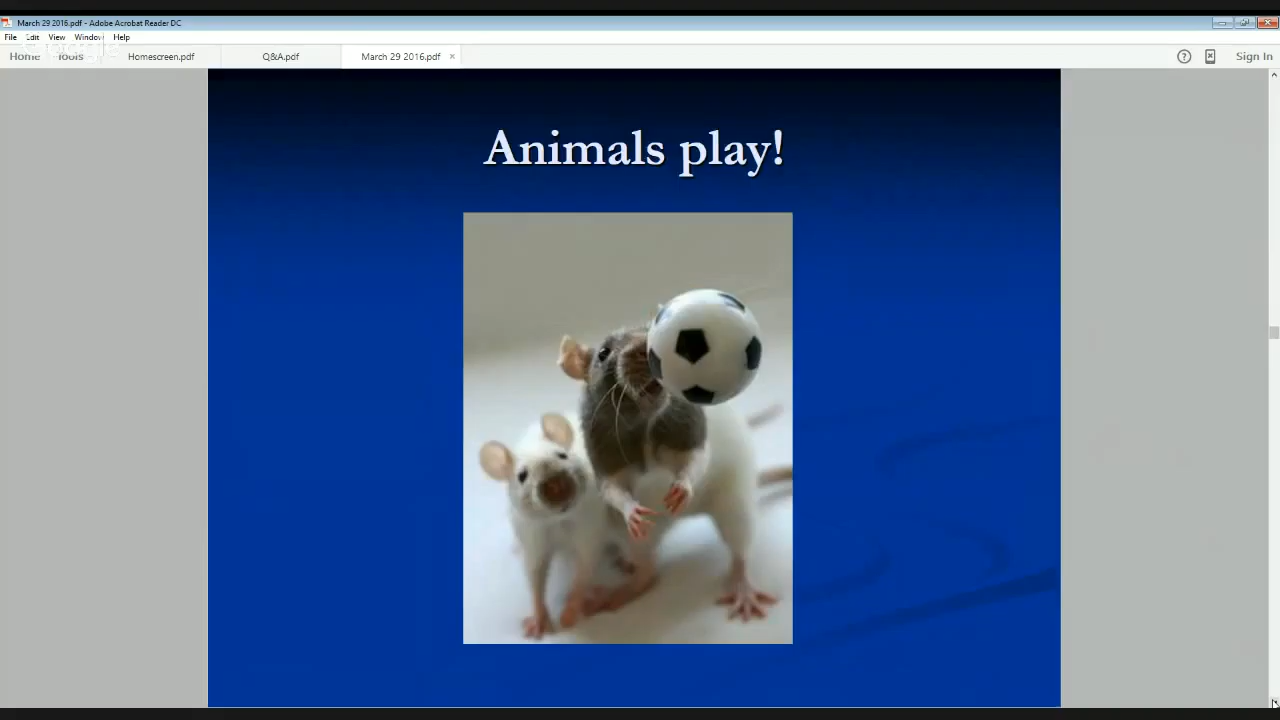 March 29 2016.pdf - Adobe Acrobat Reader DC
File Edit View Window Help
Home Tools Homescreen.pdf Q&A.pdf March 29 2016.pdf × Sign In
Animals play!